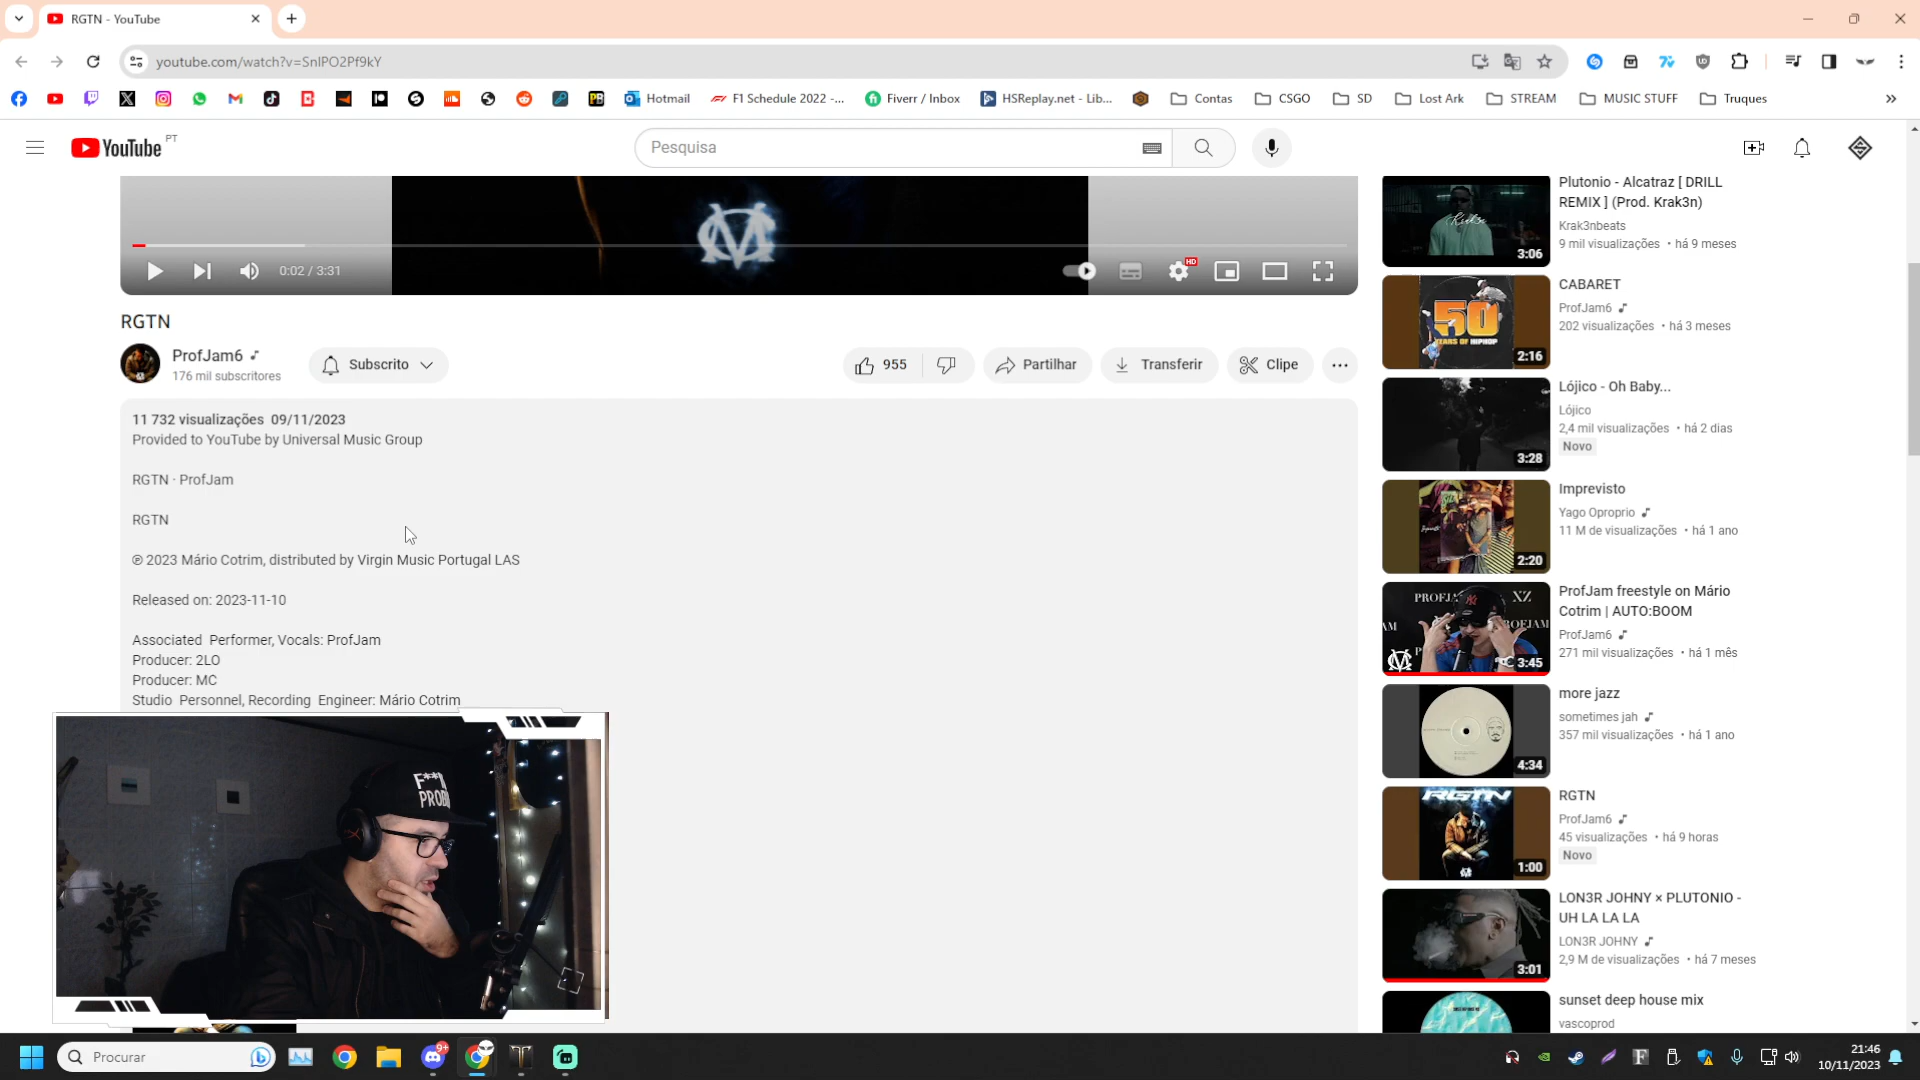 RGTN - YouTube
youtube.com/watch?v=SnlPO2Pf9kY
Hotmail
F1 Schedule 2022 -...
Fiverr / Inbox
HSReplay.net - Lib...
Contas
CSGO
SD
Lost Ark
STREAM
MUSIC STUFF
Truques
YouTube PT
Pesquisa
0:02 / 3:31
HD
RGTN
ProfJam6
176 mil subscritores
Subscrito
955
Partilhar
Transferir
Clipe
11 732 visualizações 09/11/2023
Provided to YouTube by Universal Music Group
RGTN · ProfJam
RGTN
℗ 2023 Mário Cotrim, distributed by Virgin Music Portugal LAS
Released on: 2023-11-10
Associated Performer, Vocals: ProfJam
Producer: 2LO
Producer: MC
Studio Personnel, Recording Engineer: Mário Cotrim
F**K
PROBL
Plutonio - Alcatraz [ DRILL
REMIX ] (Prod. Krak3n)
Krak3nbeats
9 mil visualizações • há 9 meses
3:06
CABARET
ProfJam6
202 visualizações • há 3 meses
50
YEARS OF HIPHOP
2:16
Lójico - Oh Baby...
Lójico
2,4 mil visualizações • há 2 dias
Novo
3:28
Imprevisto
Yago Oproprio
11 M de visualizações • há 1 ano
2:20
ProfJam freestyle on Mário
Cotrim | AUTO:BOOM
ProfJam6
271 mil visualizações • há 1 mês
3:45
more jazz
sometimes jah
357 mil visualizações • há 1 ano
4:34
RGTN
RGTN
ProfJam6
45 visualizações • há 9 horas
Novo
1:00
LON3R JOHNY × PLUTONIO -
UH LA LA LA
LON3R JOHNY
2,9 M de visualizações • há 7 meses
3:01
sunset deep house mix
vascoprod
Procurar
9+
21:46
10/11/2023